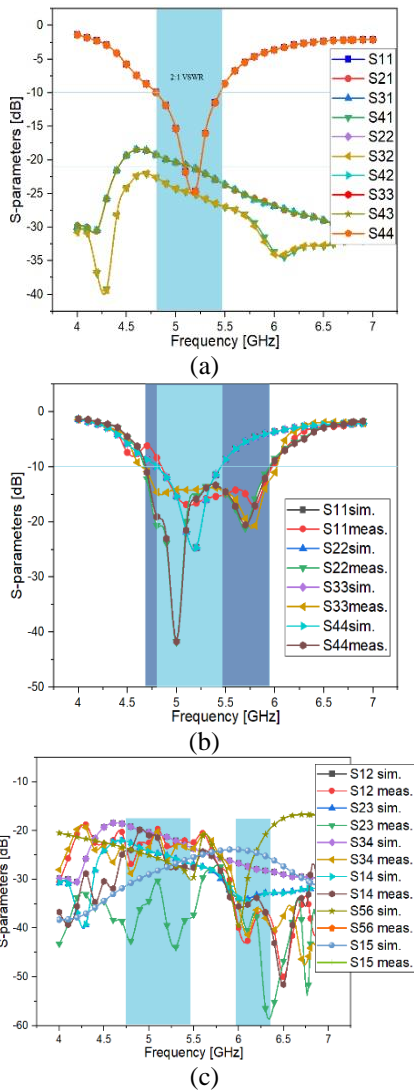 0
-5
-10
-15
-20
-25
-30
-35
-40
S-parameters [dB]
2:1 VSWR
S11
S21
S31
S41
S22
S32
S42
S33
S43
S44
4.0 4.5 5 5.5 6.0 6.5 7
Frequency [GHz]
(a)
0
-10
-20
-30
-40
-50
S-parameters [dB]
S11sim.
S11meas.
S22sim.
S22meas.
S33sim.
S33meas.
S44sim.
S44meas.
4.0 4.5 5 5.5 6.0 6.5 7
Frequency [GHz]
(b)
-10
-20
-30
-40
-50
-60
S-parameters [dB]
S12 sim.
S12 meas.
S23 sim.
S23 meas.
S34 sim.
S34 meas.
S14 sim.
S14 meas.
S56 sim.
S56 meas.
S15 sim.
S15 meas.
4 4.5 5 5.5 6 6.5 7
Frequency [GHz]
(c)